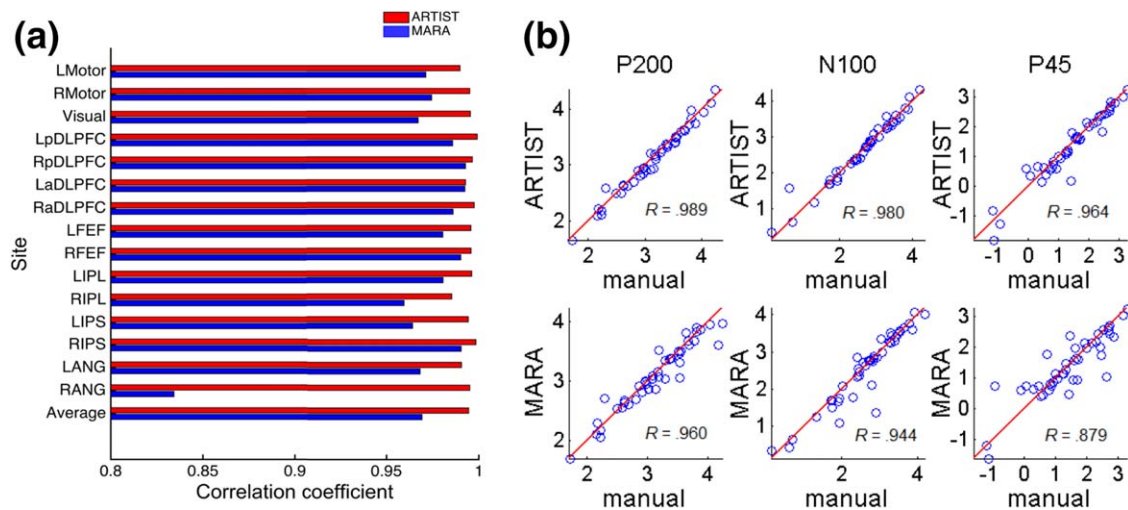 (a)
ARTIST
MARA
LMotor
RMotor
Visual
LpDLPFC
RpDLPFC
LaDLPFC
RaDLPFC
LFEF
RFEF
LIPL
RIPL
LIPS
RIPS
LANG
RANG
Average
Site
0.8 0.85 0.9 0.95 1
Correlation coefficient
(b)
P200 N100 P45
ARTIST
4
3
2
2 3 4
manual
R = .989
ARTIST
4
3
2
1
2 4
manual
R = .980
ARTIST
3
2
1
0
-1
-1 0 1 2 3
manual
R = .964
MARA
4
3
2
2 3 4
manual
R = .960
MARA
4
3
2
1
2 4
manual
R = .944
MARA
3
2
1
0
-1
-1 0 1 2 3
manual
R = .879